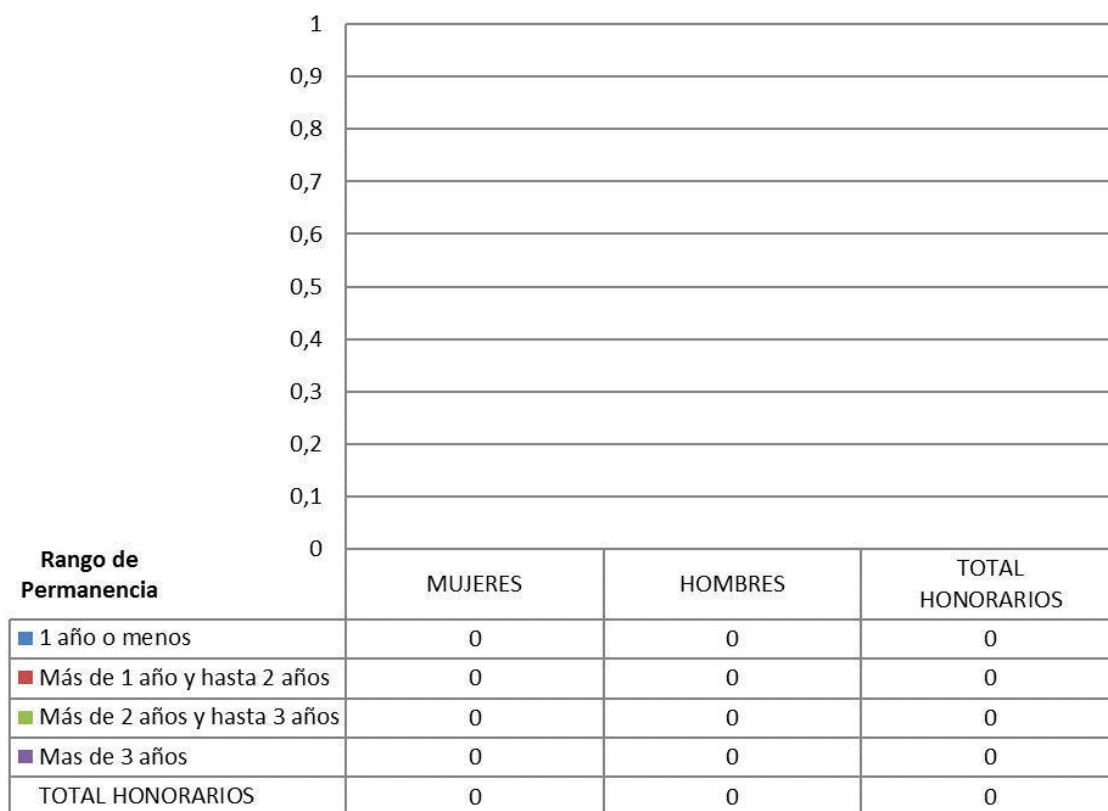 1
0,9
0,8
0,7
0,6
0,5
0,4
0,3
0,2
0,1
0
Rango de
Permanencia
MUJERES HOMBRES TOTAL
HONORARIOS
1 año o menos 0 0 0
Más de 1 año y hasta 2 años 0 0 0
Más de 2 años y hasta 3 años 0 0 0
Mas de 3 años 0 0 0
TOTAL HONORARIOS 0 0 0